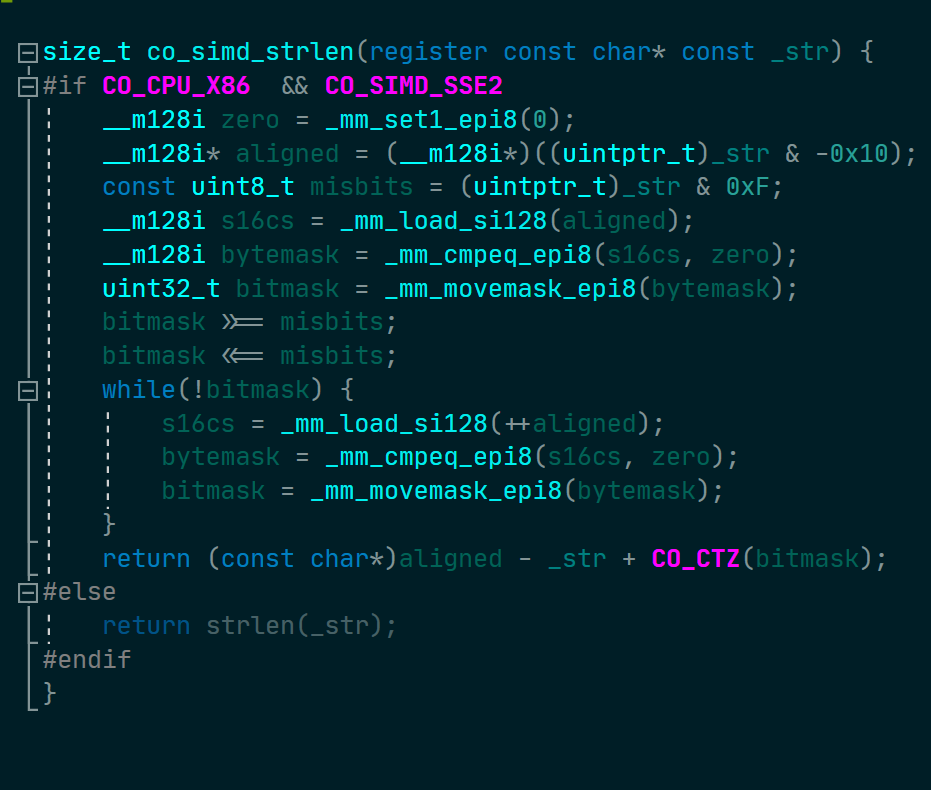 size_t co_simd_strlen(register const char* const _str) {
#if CO_CPU_X86  && CO_SIMD_SSE2
    __m128i zero = _mm_set1_epi8(0);
    __m128i* aligned = (__m128i*)((uintptr_t)_str & -0x10);
    const uint8_t misbits = (uintptr_t)_str & 0xF;
    __m128i s16cs = _mm_load_si128(aligned);
    __m128i bytemask = _mm_cmpeq_epi8(s16cs, zero);
    uint32_t bitmask = _mm_movemask_epi8(bytemask);
    bitmask >>= misbits;
    bitmask <<= misbits;
    while(!bitmask) {
        s16cs = _mm_load_si128(++aligned);
        bytemask = _mm_cmpeq_epi8(s16cs, zero);
        bitmask = _mm_movemask_epi8(bytemask);
    }
    return (const char*)aligned - _str + CO_CTZ(bitmask);
#else
    return strlen(_str);
#endif
}